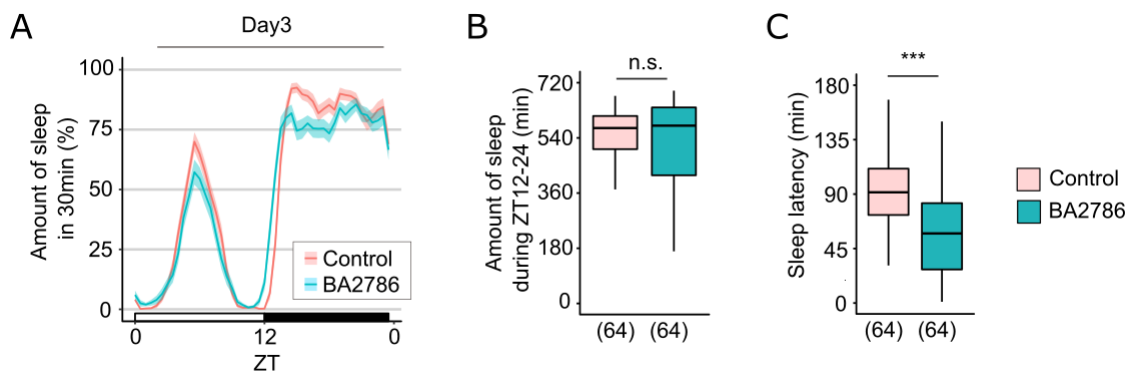 A
Day3
Amount of sleep
in 30min (%)
100
75
50
25
0
Control
BA2786
0
12
0
ZT
B
n.s.
Amount of sleep
during ZT12-24 (min)
720
540
360
180
0
(64)
(64)
C
***
Sleep latency (min)
180
135
90
45
0
(64)
(64)
Control
BA2786